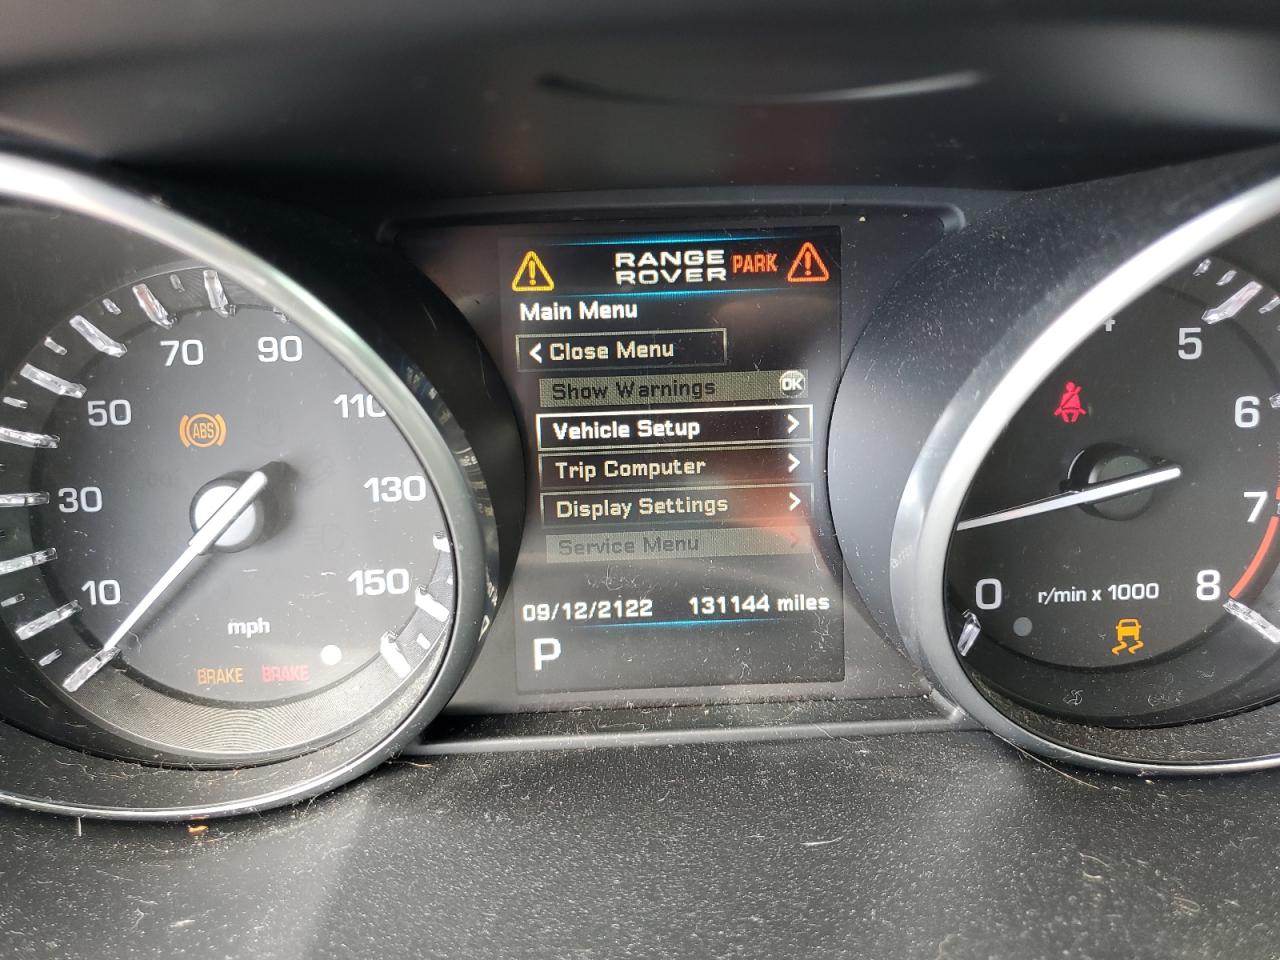 70
90
50
110
ABS
30
130
10
150
mph
BRAKE BRAKE
RANGE
ROVER
PARK
Main Menu
< Close Menu
Show Warnings OK
Vehicle Setup >
Trip Computer >
Display Settings >
Service Menu >
09/12/2122 131144 miles
P
4
5
6
7
8
0
r/min x 1000